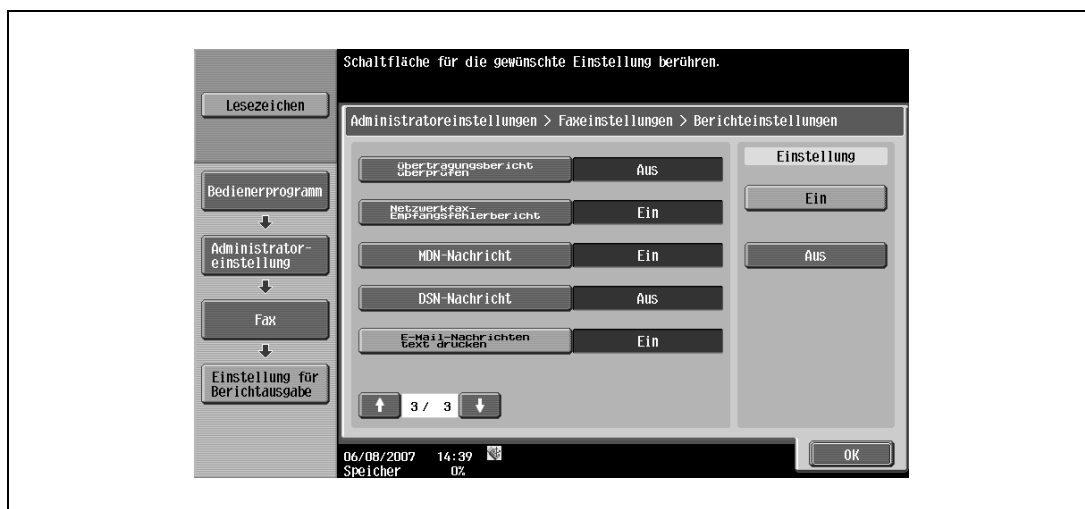 Schaltfläche für die gewünschte Einstellung berühren.
Lesezeichen
Administratoreinstellungen > Faxeinstellungen > Berichteinstellungen
Bedienerprogramm
Administrator-
einstellung
Fax
Einstellung für
Berichtausgabe
Übertragungsbericht
überprüfen
Aus
Netzwerkfax-
Empfangsfehlerbericht
Ein
MDN-Nachricht
Ein
DSN-Nachricht
Aus
E-Mail-Nachrichten
text drucken
Ein
3/ 3
Einstellung
Ein
Aus
06/08/2007 14:39
Speicher 0%
OK